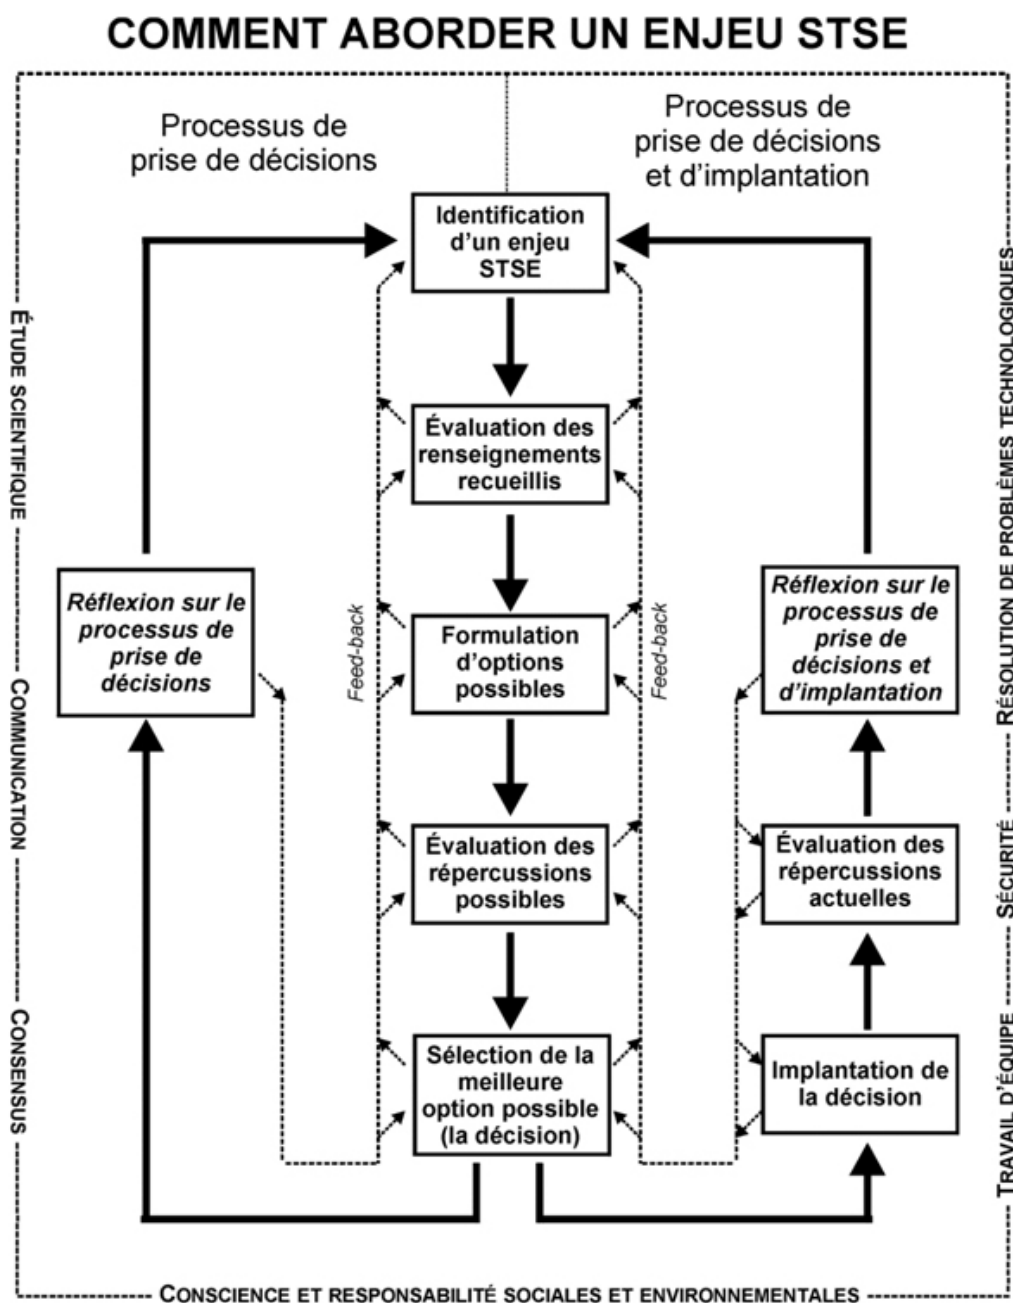 COMMENT ABORDER UN ENJEU STSE
Processus de
prise de décisions
Processus de
prise de décisions
et d’implantation
Identification
d’un enjeu
STSE
Évaluation des
renseignements
recueillis
Formulation
d’options
possibles
Évaluation des
répercussions
possibles
Sélection de la
meilleure
option possible
(la décision)
Réflexion sur le
processus de
prise de
décisions
Feed-back
Feed-back
Réflexion sur le
processus de
prise de
décisions et
d’implantation
Évaluation des
répercussions
actuelles
Implantation de
la décision
ÉTUDE SCIENTIFIQUE
COMMUNICATION
CONSENSUS
RÉSOLUTION DE PROBLÈMES TECHNOLOGIQUES
SÉCURITÉ
TRAVAIL D’ÉQUIPE
CONSCIENCE ET RESPONSABILITÉ SOCIALES ET ENVIRONNEMENTALES